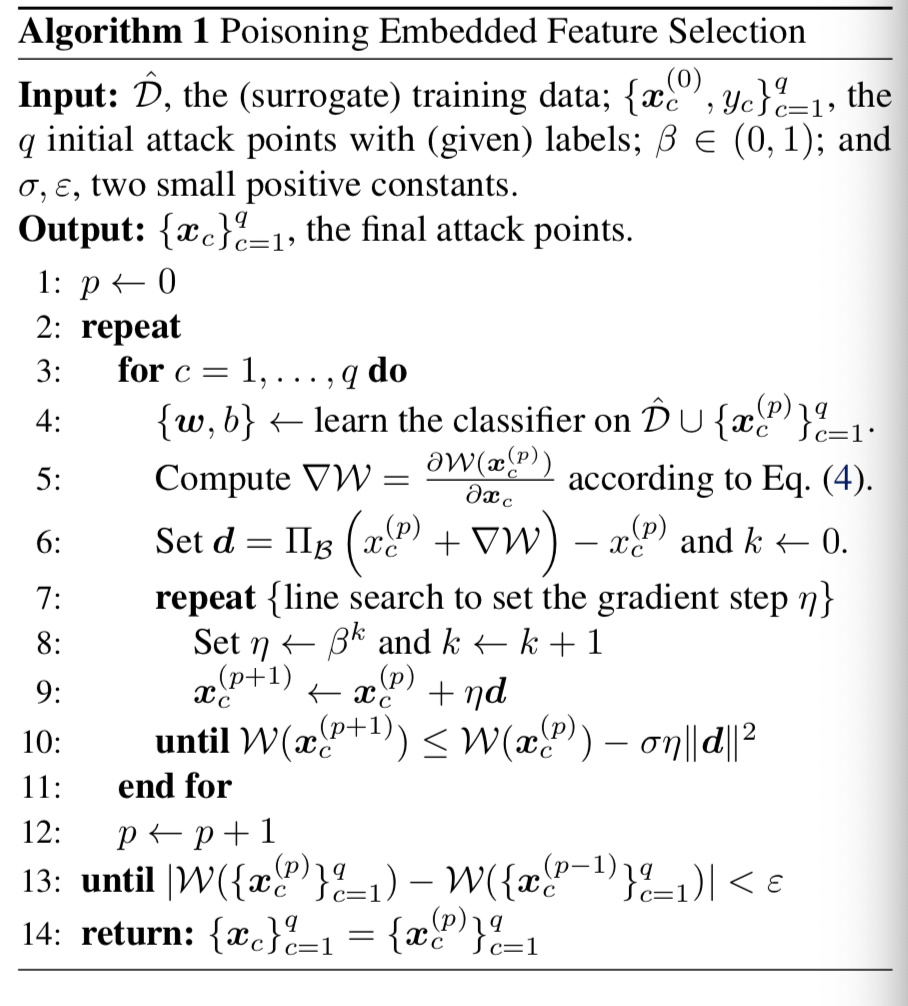 Algorithm 1 Poisoning Embedded Feature Selection
Input: $\hat{\mathcal{D}}$, the (surrogate) training data; $\{\boldsymbol{x}_c^{(0)}, y_c\}_{c=1}^q$, the
$q$ initial attack points with (given) labels; $\beta \in (0, 1)$; and
$\sigma, \varepsilon$, two small positive constants.
Output: $\{\boldsymbol{x}_c\}_{c=1}^q$, the final attack points.
1: $p \leftarrow 0$
2: repeat
3: for $c = 1, \ldots, q$ do
4: $\{\boldsymbol{w}, b\} \leftarrow$ learn the classifier on $\hat{\mathcal{D}} \cup \{\boldsymbol{x}_c^{(p)}\}_{c=1}^q$.
5: Compute $\nabla\mathcal{W} = \frac{\partial \mathcal{W}(\boldsymbol{x}_c^{(p)})}{\partial \boldsymbol{x}_c}$ according to Eq. (4).
6: Set $\boldsymbol{d} = \Pi_{\mathcal{B}} \left( x_c^{(p)} + \nabla\mathcal{W} \right) - x_c^{(p)}$ and $k \leftarrow 0$.
7: repeat {line search to set the gradient step $\eta$}
8: Set $\eta \leftarrow \beta^k$ and $k \leftarrow k + 1$
9: $\boldsymbol{x}_c^{(p+1)} \leftarrow \boldsymbol{x}_c^{(p)} + \eta \boldsymbol{d}$
10: until $\mathcal{W}(\boldsymbol{x}_c^{(p+1)}) \leq \mathcal{W}(\boldsymbol{x}_c^{(p)}) - \sigma\eta\|\boldsymbol{d}\|^2$
11: end for
12: $p \leftarrow p + 1$
13: until $|\mathcal{W}(\{\boldsymbol{x}_c^{(p)}\}_{c=1}^q) - \mathcal{W}(\{\boldsymbol{x}_c^{(p-1)}\}_{c=1}^q)| < \varepsilon$
14: return: $\{\boldsymbol{x}_c\}_{c=1}^q = \{\boldsymbol{x}_c^{(p)}\}_{c=1}^q$